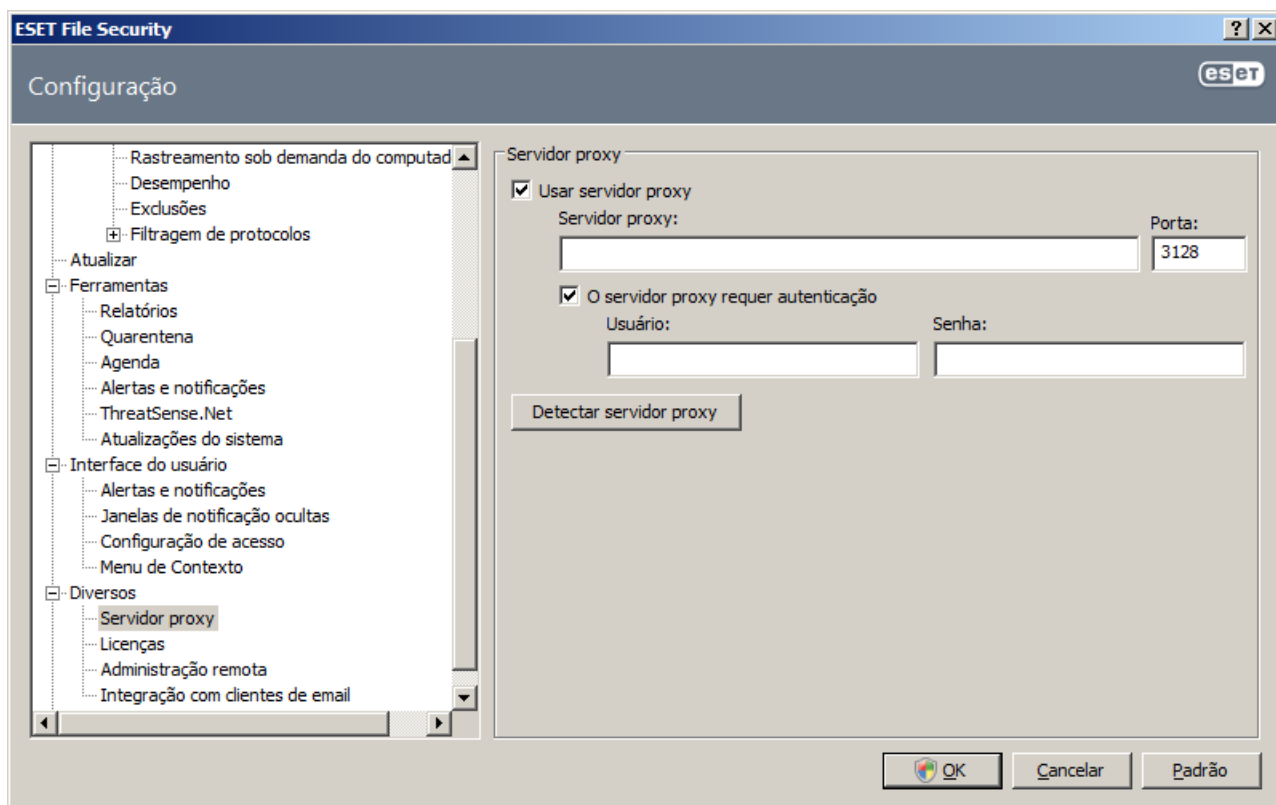 ESET File Security
Configuração
eset
Rastreamento sob demanda do computad
Desempenho
Exclusões
Filtragem de protocolos
Atualizar
Ferramentas
Relatórios
Quarentena
Agenda
Alertas e notificações
ThreatSense.Net
Atualizações do sistema
Interface do usuário
Alertas e notificações
Janelas de notificação ocultas
Configuração de acesso
Menu de Contexto
Diversos
Servidor proxy
Licenças
Administração remota
Integração com clientes de email
Servidor proxy
Usar servidor proxy
Servidor proxy:
Porta:
3128
O servidor proxy requer autenticação
Usuário:
Senha:
Detectar servidor proxy
OK
Cancelar
Padrão